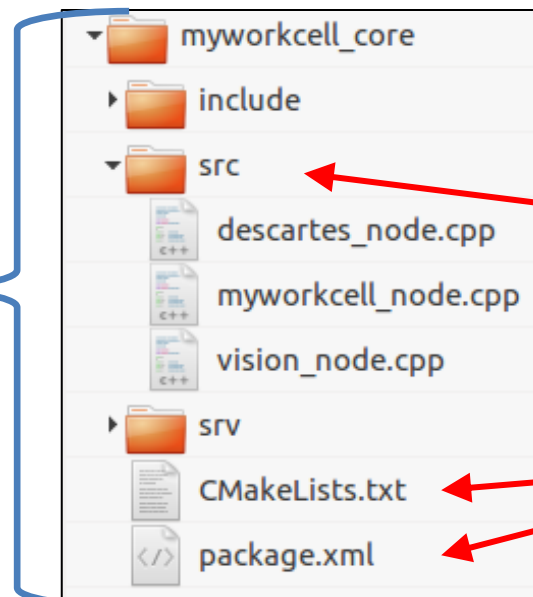 myworkcell_core
include
src
descartes_node.cpp
myworkcell_node.cpp
vision_node.cpp
srv
CMakeLists.txt
package.xml